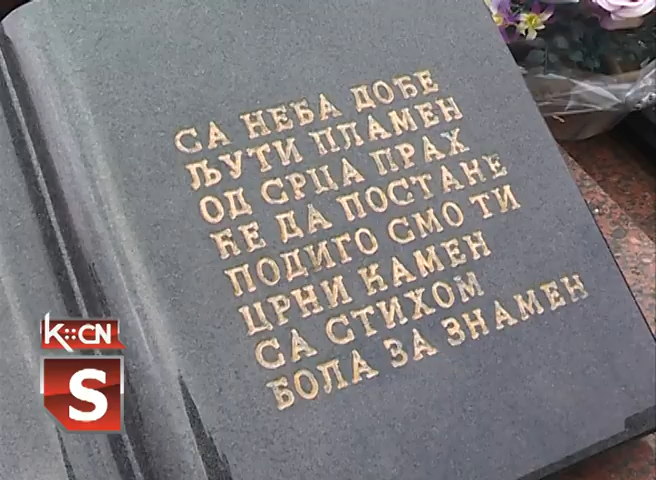 СА НЕБА ДОЂЕ
ЉУТИ ПЛАМЕН
ОД СРЦА ПРАХ
ЋЕ ДА ПОСТАНЕ
ПОДИГО СМО ТИ
ЦРНИ КАМЕН
СА СТИХОМ
БОЛА ЗА ЗНАМЕН
K::CN
S